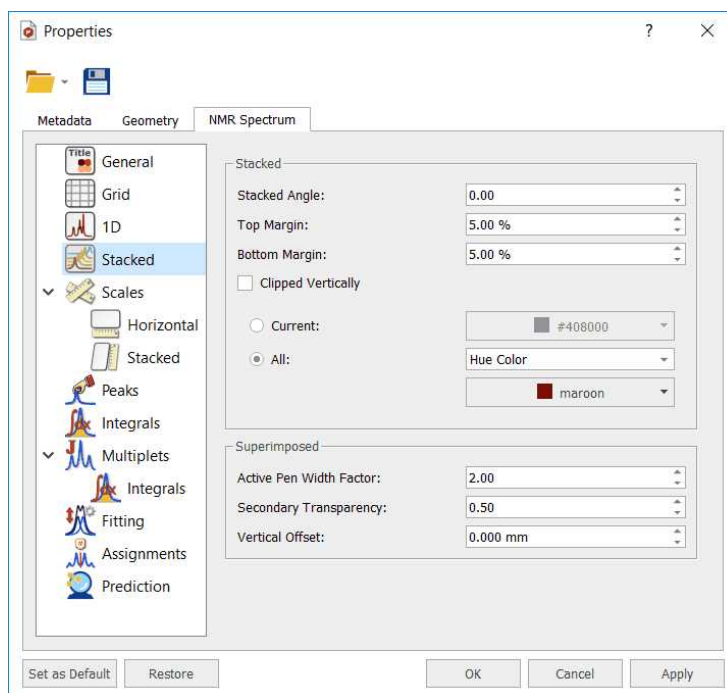 Properties
?
Metadata
Geometry
NMR Spectrum
Title
General
Grid
1D
Stacked
Scales
Horizontal
Stacked
Peaks
Integrals
Multiplets
Integrals
Fitting
Assignments
Prediction
Stacked
Stacked Angle: 0.00
Top Margin: 5.00 %
Bottom Margin: 5.00 %
Clipped Vertically
Current: #408000
All: Hue Color
maroon
Superimposed
Active Pen Width Factor: 2.00
Secondary Transparency: 0.50
Vertical Offset: 0.000 mm
Set as Default
Restore
OK
Cancel
Apply